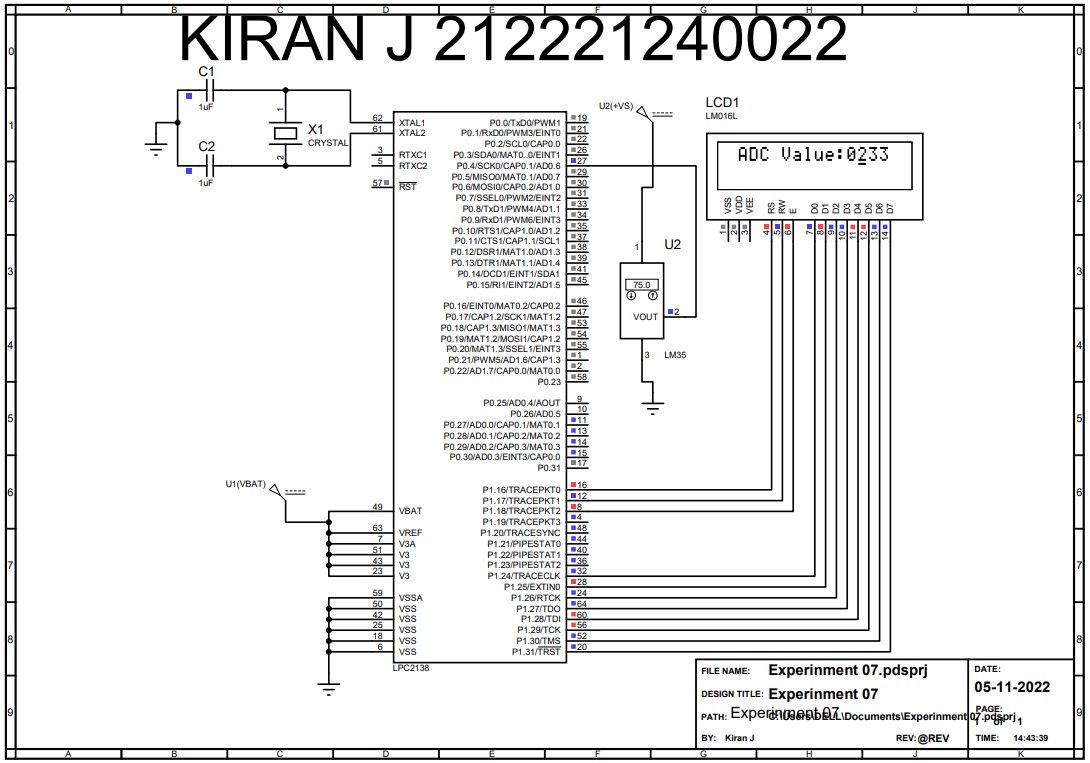 A B C D E F G H J K
KIRAN J 212221240022
0 0
1 1
2 2
3 3
4 4
5 5
6 6
7 7
8 8
9 9
C1
1uF
C2
1uF
1
X1
CRYSTAL
2
62 XTAL1
61 XTAL2
3 RTXC1
5 RTXC2
57 RST
U1(VBAT)
49 VBAT
63 VREF
7 V3A
51 V3
43 V3
23 V3
59 VSSA
50 VSS
42 VSS
25 VSS
18 VSS
6 VSS
P0.0/TxD0/PWM1 19
P0.1/RxD0/PWM3/EINT0 21
P0.2/SCL0/CAP0.0 22
P0.3/SDA0/MAT0..0/EINT1 26
P0.4/SCK0/CAP0.1/AD0.6 27
P0.5/MISO0/MAT0.1/AD0.7 29
P0.6/MOSI0/CAP0.2/AD1.0 30
P0.7/SSEL0/PWM2/EINT2 31
P0.8/TxD1/PWM4/AD1.1 33
P0.9/RxD1/PWM6/EINT3 34
P0.10/RTS1/CAP1.0/AD1.2 35
P0.11/CTS1/CAP1.1/SCL1 37
P0.12/DSR1/MAT1.0/AD1.3 38
P0.13/DTR1/MAT1.1/AD1.4 39
P0.14/DCD1/EINT1/SDA1 41
P0.15/RI1/EINT2/AD1.5 45
P0.16/EINT0/MAT0.2/CAP0.2 46
P0.17/CAP1.2/SCK1/MAT1.2 47
P0.18/CAP1.3/MISO1/MAT1.3 53
P0.19/MAT1.2/MOSI1/CAP1.2 54
P0.20/MAT1.3/SSEL1/EINT3 55
P0.21/PWM5/AD1.6/CAP1.3 1
P0.22/AD1.7/CAP0.0/MAT0.0 2
P0.23 58
P0.25/AD0.4/AOUT 9
P0.26/AD0.5 10
P0.27/AD0.0/CAP0.1/MAT0.1 11
P0.28/AD0.1/CAP0.2/MAT0.2 13
P0.29/AD0.2/CAP0.3/MAT0.3 14
P0.30/AD0.3/EINT3/CAP0.0 15
P0.31 17
P1.16/TRACEPKT0 16
P1.17/TRACEPKT1 12
P1.18/TRACEPKT2 8
P1.19/TRACEPKT3 4
P1.20/TRACESYNC 48
P1.21/PIPESTAT0 44
P1.22/PIPESTAT1 40
P1.23/PIPESTAT2 36
P1.24/TRACECLK 32
P1.25/EXTIN0 28
P1.26/RTCK 24
P1.27/TDO 64
P1.28/TDI 60
P1.29/TCK 56
P1.30/TMS 52
P1.31/TRST 20
LPC2138
U2(+VS)
1
U2
75.0
VOUT 2
3
LM35
LCD1
LM016L
ADC Value:0233
VSS VDD VEE RS RW E D0 D1 D2 D3 D4 D5 D6 D7
1 2 3 4 5 6 7 8 9 10 11 12 13 14
FILE NAME: Experinment 07.pdsprj
DESIGN TITLE: Experinment 07
PATH: C:\Users\DELL\Documents\Experinment 07.pdsprj
Experinment 07
BY: Kiran J
REV: @REV
DATE:
05-11-2022
PAGE:
1 of 1
TIME: 14:43:39
A B C D E F G H J K